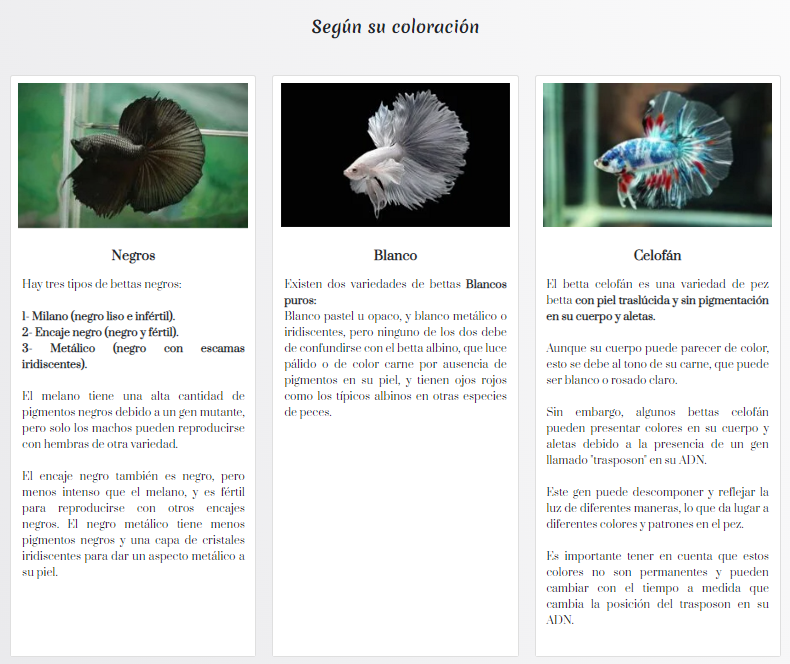 Según su coloración
Negros
Hay tres tipos de bettas negros:
1- Milano (negro liso e infértil).
2- Encaje negro (negro y fértil).
3- Metálico (negro con escamas
iridiscentes).
El melano tiene una alta cantidad de
pigmentos negros debido a un gen mutante,
pero solo los machos pueden reproducirse
con hembras de otra variedad.
El encaje negro también es negro, pero
menos intenso que el melano, y es fértil
para reproducirse con otros encajes
negros. El negro metálico tiene menos
pigmentos negros y una capa de cristales
iridiscentes para dar un aspecto metálico a
su piel.
Blanco
Existen dos variedades de bettas Blancos
puros:
Blanco pastel u opaco, y blanco metálico o
iridiscentes, pero ninguno de los dos debe
de confundirse con el betta albino, que luce
pálido o de color carne por ausencia de
pigmentos en su piel, y tienen ojos rojos
como los típicos albinos en otras especies
de peces.
Celofán
El betta celofán es una variedad de pez
betta con piel traslúcida y sin pigmentación
en su cuerpo y aletas.
Aunque su cuerpo puede parecer de color,
esto se debe al tono de su carne, que puede
ser blanco o rosado claro.
Sin embargo, algunos bettas celofán
pueden presentar colores en su cuerpo y
aletas debido a la presencia de un gen
llamado "trasposon" en su ADN.
Este gen puede descomponer y reflejar la
luz de diferentes maneras, lo que da lugar a
diferentes colores y patrones en el pez.
Es importante tener en cuenta que estos
colores no son permanentes y pueden
cambiar con el tiempo a medida que
cambia la posición del trasposon en su
ADN.